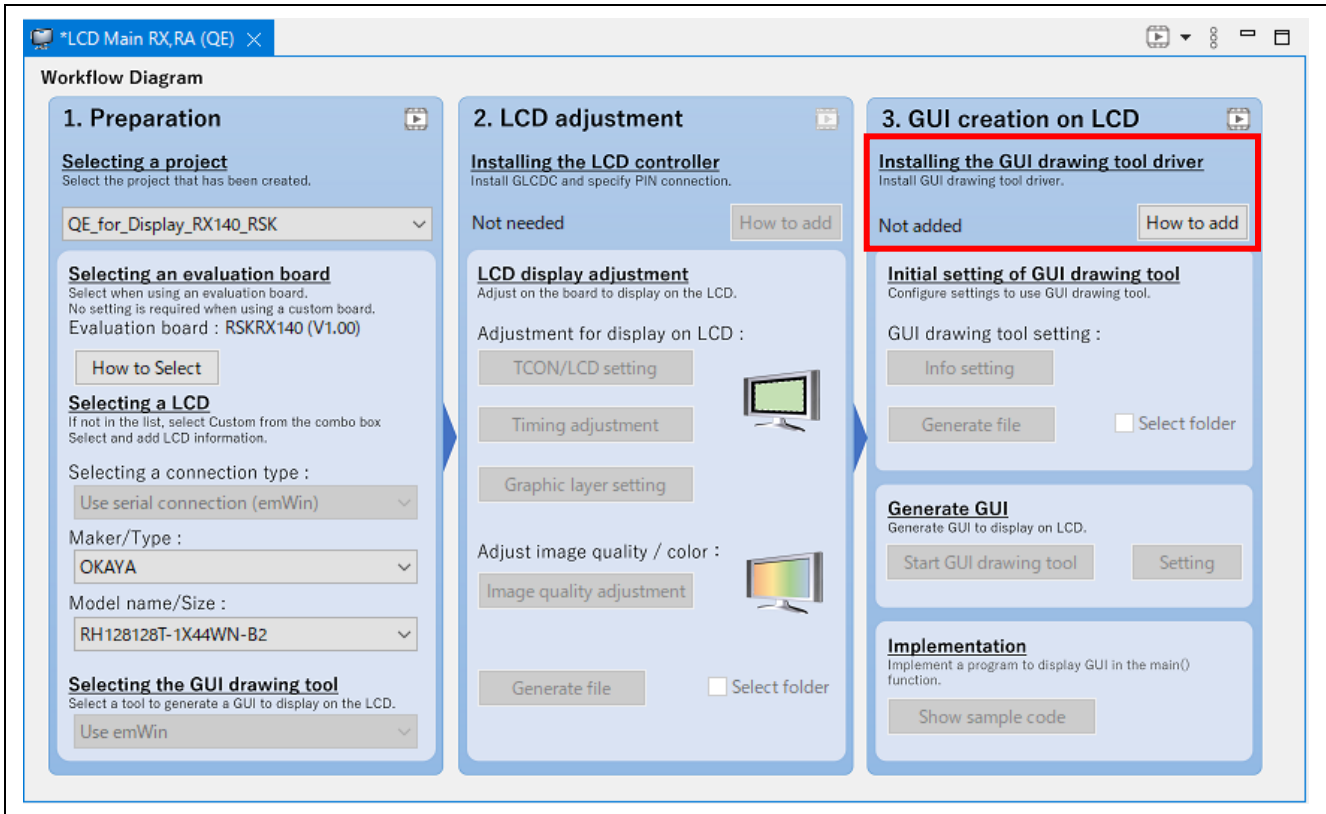 *LCD Main RX,RA (QE)
Workflow Diagram
1. Preparation
Selecting a project
Select the project that has been created.
QE_for_Display_RX140_RSK
Selecting an evaluation board
Select when using an evaluation board.
No setting is required when using a custom board.
Evaluation board : RSKRX140 (V1.00)
How to Select
Selecting a LCD
If not in the list, select Custom from the combo box
Select and add LCD information.
Selecting a connection type :
Use serial connection (emWin)
Maker/Type :
OKAYA
Model name/Size :
RH128128T-1X44WN-B2
Selecting the GUI drawing tool
Select a tool to generate a GUI to display on the LCD.
Use emWin
2. LCD adjustment
Installing the LCD controller
Install GLCDC and specify PIN connection.
Not needed
How to add
LCD display adjustment
Adjust on the board to display on the LCD.
Adjustment for display on LCD :
TCON/LCD setting
Timing adjustment
Graphic layer setting
Adjust image quality / color :
Image quality adjustment
Generate file
Select folder
3. GUI creation on LCD
Installing the GUI drawing tool driver
Install GUI drawing tool driver.
Not added
How to add
Initial setting of GUI drawing tool
Configure settings to use GUI drawing tool.
GUI drawing tool setting :
Info setting
Generate file
Select folder
Generate GUI
Generate GUI to display on LCD.
Start GUI drawing tool
Setting
Implementation
Implement a program to display GUI in the main()
function.
Show sample code